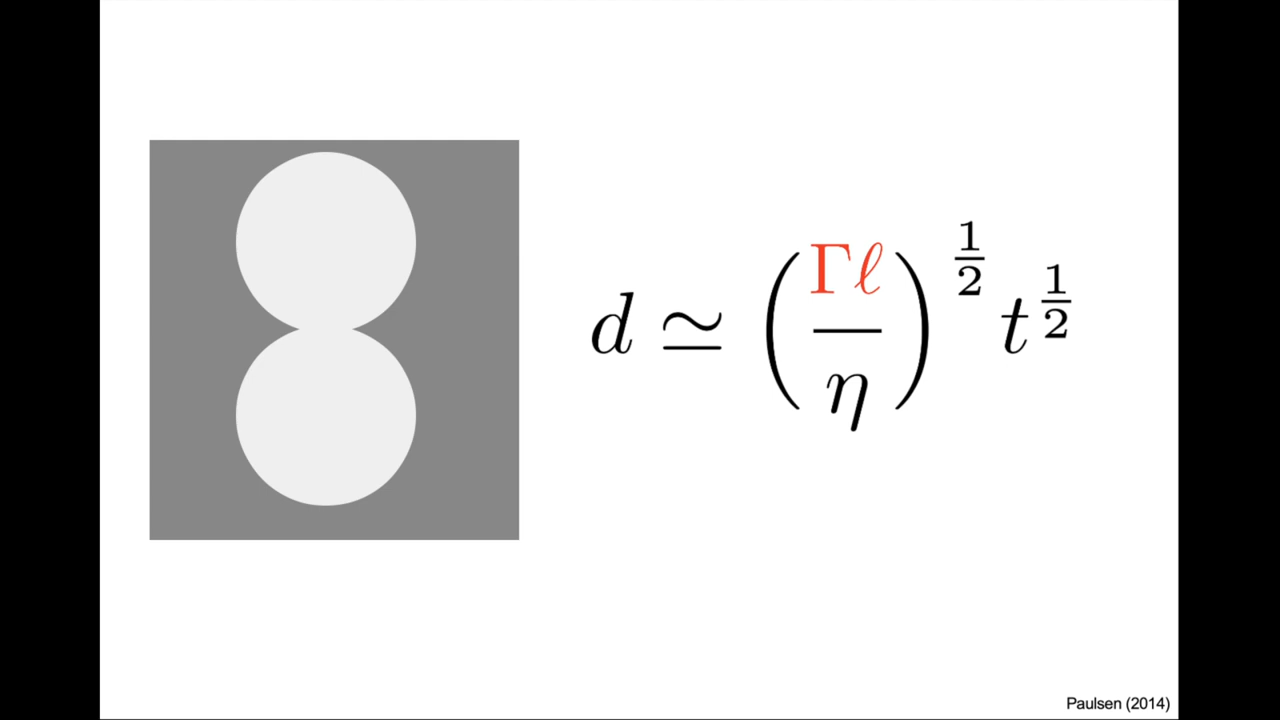 d ≃ (Γℓ/η)^{1/2} t^{1/2}
Paulsen (2014)